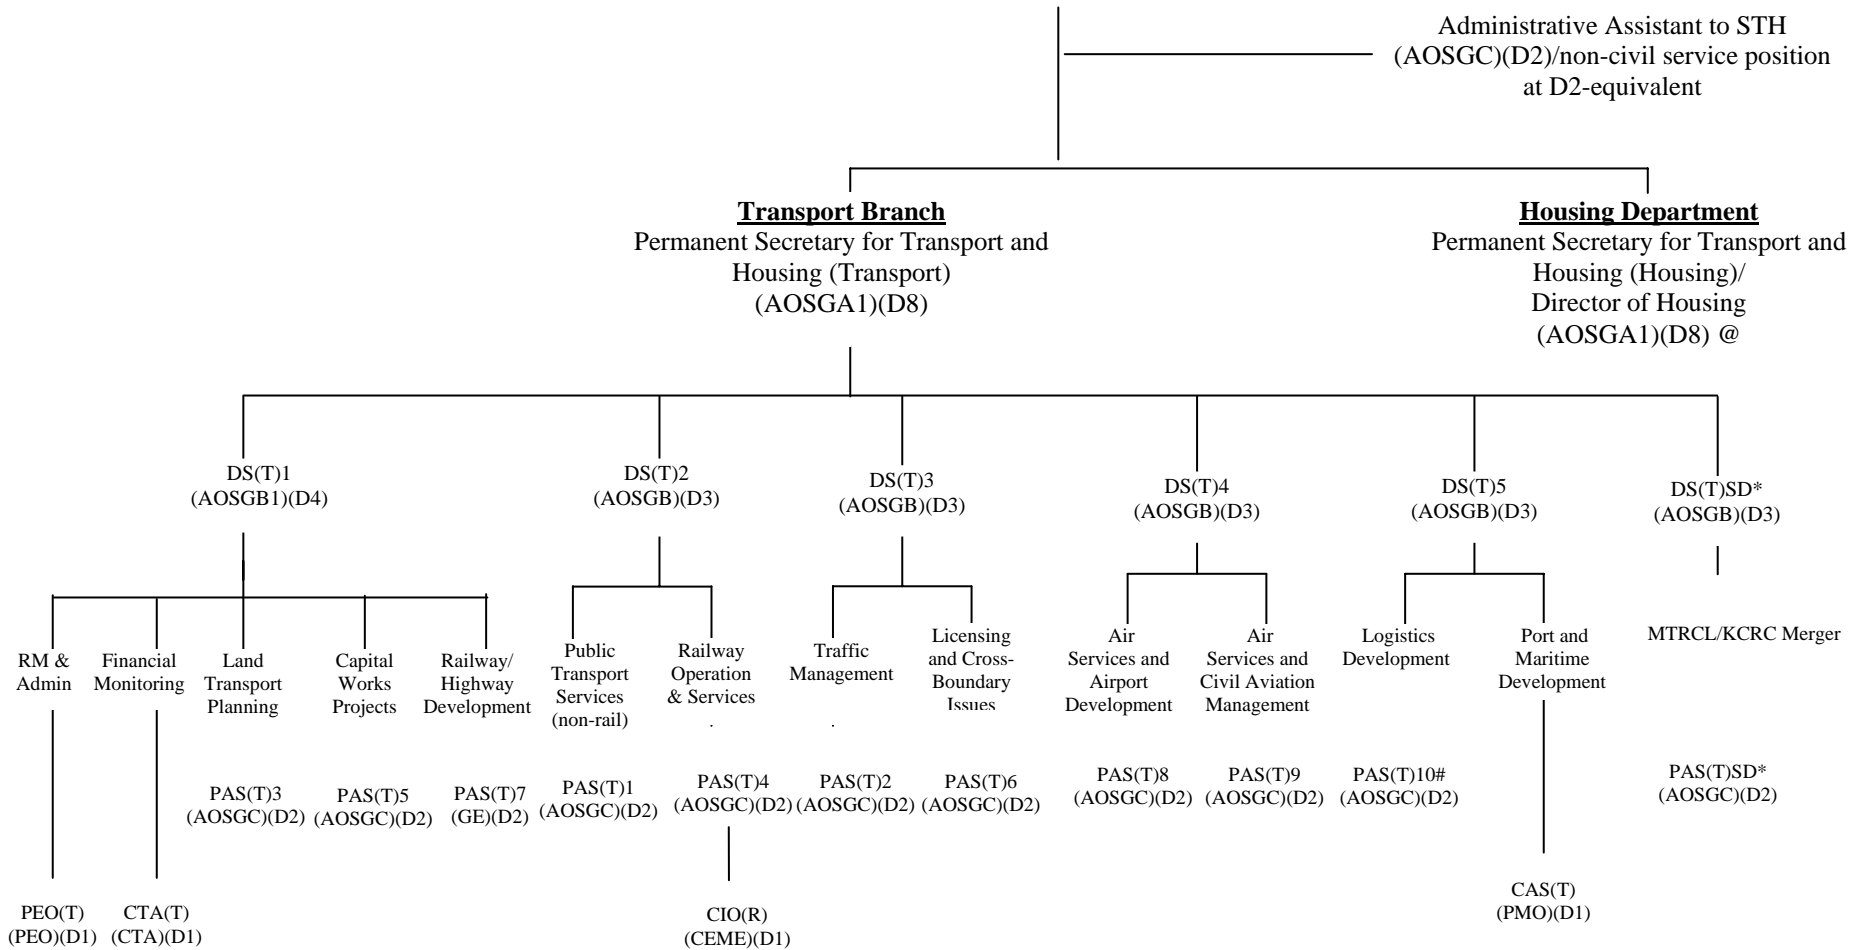 Administrative Assistant to STH
(AOSGC)(D2)/non-civil service position
at D2-equivalent
Transport Branch
Permanent Secretary for Transport and
Housing (Transport)
(AOSGA1)(D8)
Housing Department
Permanent Secretary for Transport and
Housing (Housing)/
Director of Housing
(AOSGA1)(D8) @
DS(T)1
(AOSGB1)(D4)
DS(T)2
(AOSGB)(D3)
DS(T)3
(AOSGB)(D3)
DS(T)4
(AOSGB)(D3)
DS(T)5
(AOSGB)(D3)
DS(T)SD*
(AOSGB)(D3)
RM &
Admin
Financial
Monitoring
Land
Transport
Planning
Capital
Works
Projects
Railway/
Highway
Development
Public
Transport
Services
(non-rail)
Railway
Operation
& Services
.
Traffic
Management
.
Licensing
and Cross-
Boundary
Issues
Air
Services and
Airport
Development
Air
Services and
Civil Aviation
Management
Logistics
Development
Port and
Maritime
Development
MTRCL/KCRC Merger
PAS(T)3
(AOSGC)(D2)
PAS(T)5
(AOSGC)(D2)
PAS(T)7
(GE)(D2)
PAS(T)1
(AOSGC)(D2)
PAS(T)4
(AOSGC)(D2)
PAS(T)2
(AOSGC)(D2)
PAS(T)6
(AOSGC)(D2)
PAS(T)8
(AOSGC)(D2)
PAS(T)9
(AOSGC)(D2)
PAS(T)10#
(AOSGC)(D2)
PAS(T)SD*
(AOSGC)(D2)
PEO(T)
(PEO)(D1)
CTA(T)
(CTA)(D1)
CIO(R)
(CEME)(D1)
CAS(T)
(PMO)(D1)